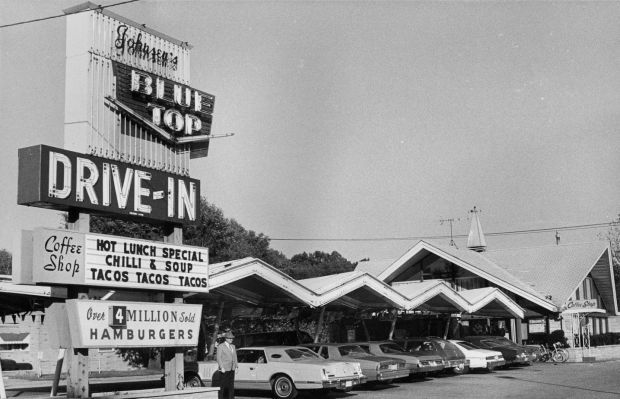 Johnson's
BLUE
TOP
DRIVE-IN
Coffee
Shop
HOT LUNCH SPECIAL
CHILLI & SOUP
TACOS TACOS TACOS
Over 4 Million Sold
HAMBURGERS
Coffee Shop